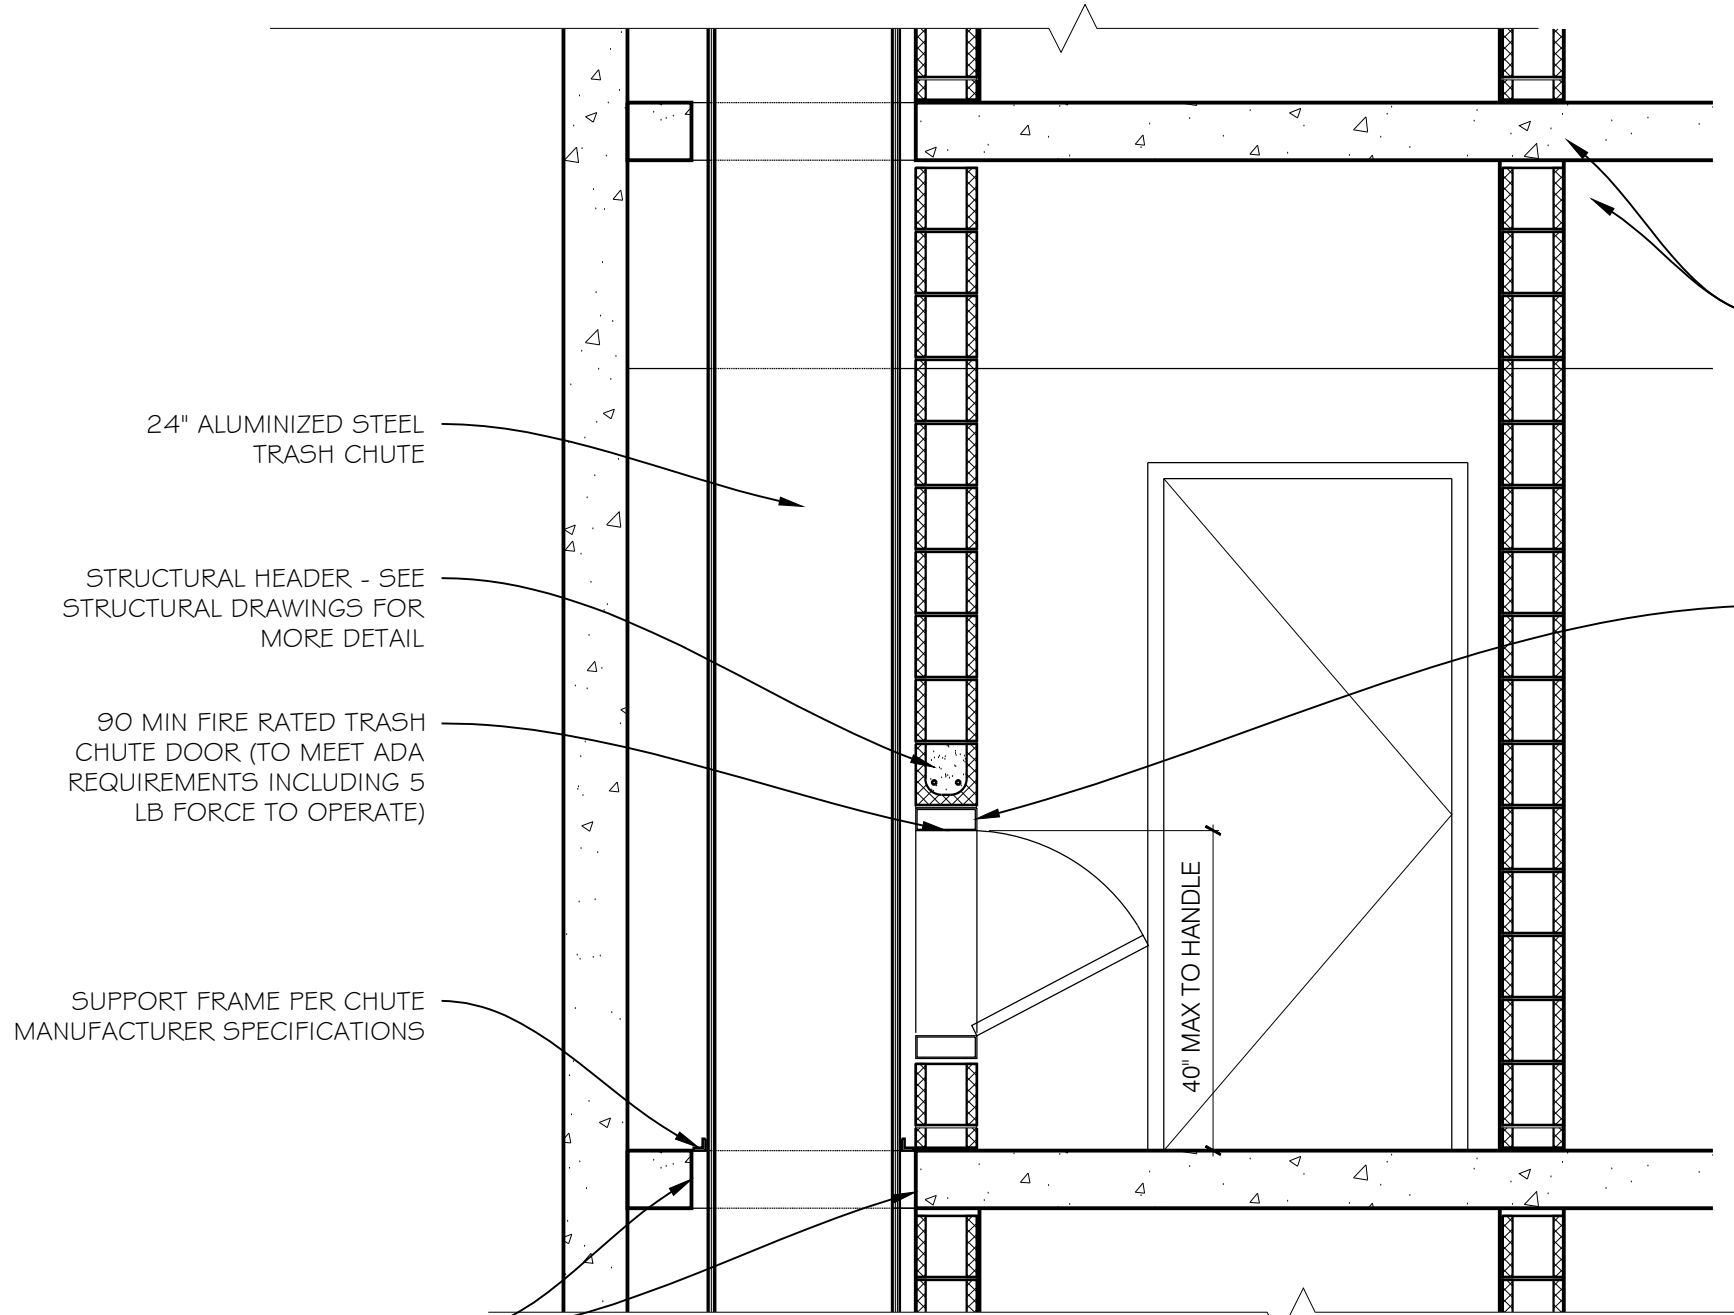 24" ALUMINIZED STEEL
TRASH CHUTE
STRUCTURAL HEADER - SEE
STRUCTURAL DRAWINGS FOR
MORE DETAIL
90 MIN FIRE RATED TRASH
CHUTE DOOR (TO MEET ADA
REQUIREMENTS INCLUDING 5
LB FORCE TO OPERATE)
SUPPORT FRAME PER CHUTE
MANUFACTURER SPECIFICATIONS
40" MAX TO HANDLE